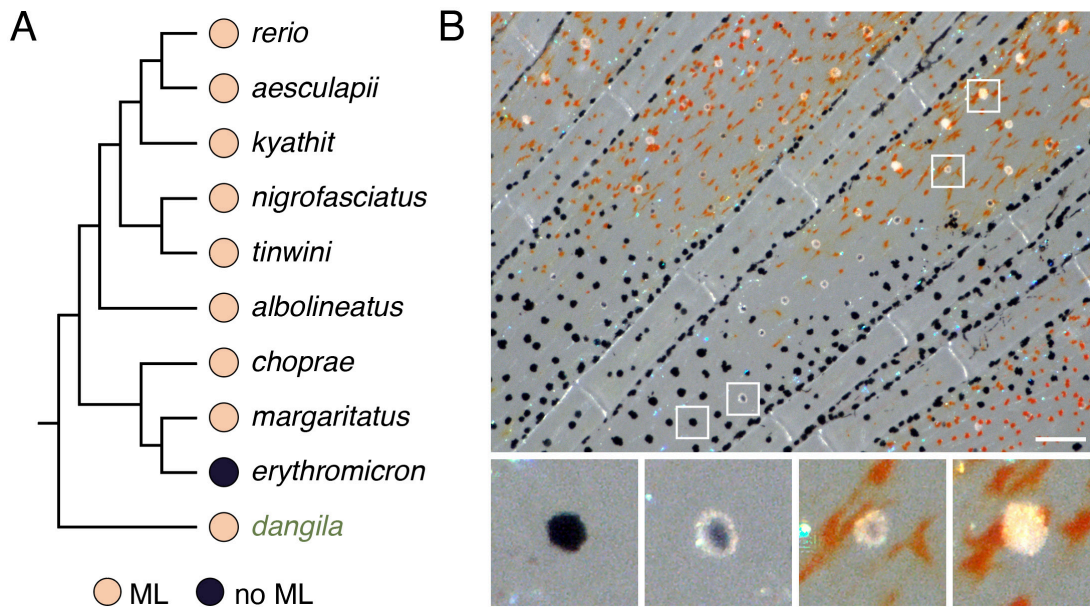 A
B
rerio
aesculapii
kyathit
nigrofasciatus
tinwini
albolineatus
choprae
margaritatus
erythromicron
dangila
ML
no ML